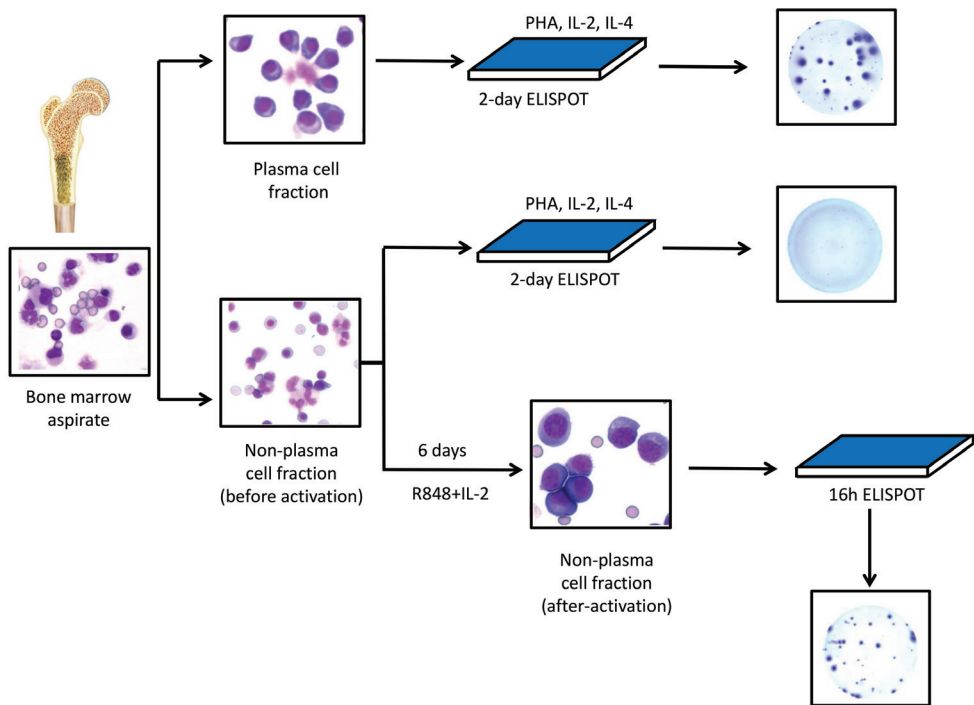 PHA, IL-2, IL-4
2-day ELISPOT
Plasma cell
fraction
PHA, IL-2, IL-4
2-day ELISPOT
Bone marrow
aspirate
Non-plasma
cell fraction
(before activation)
6 days
R848+IL-2
16h ELISPOT
Non-plasma
cell fraction
(after-activation)